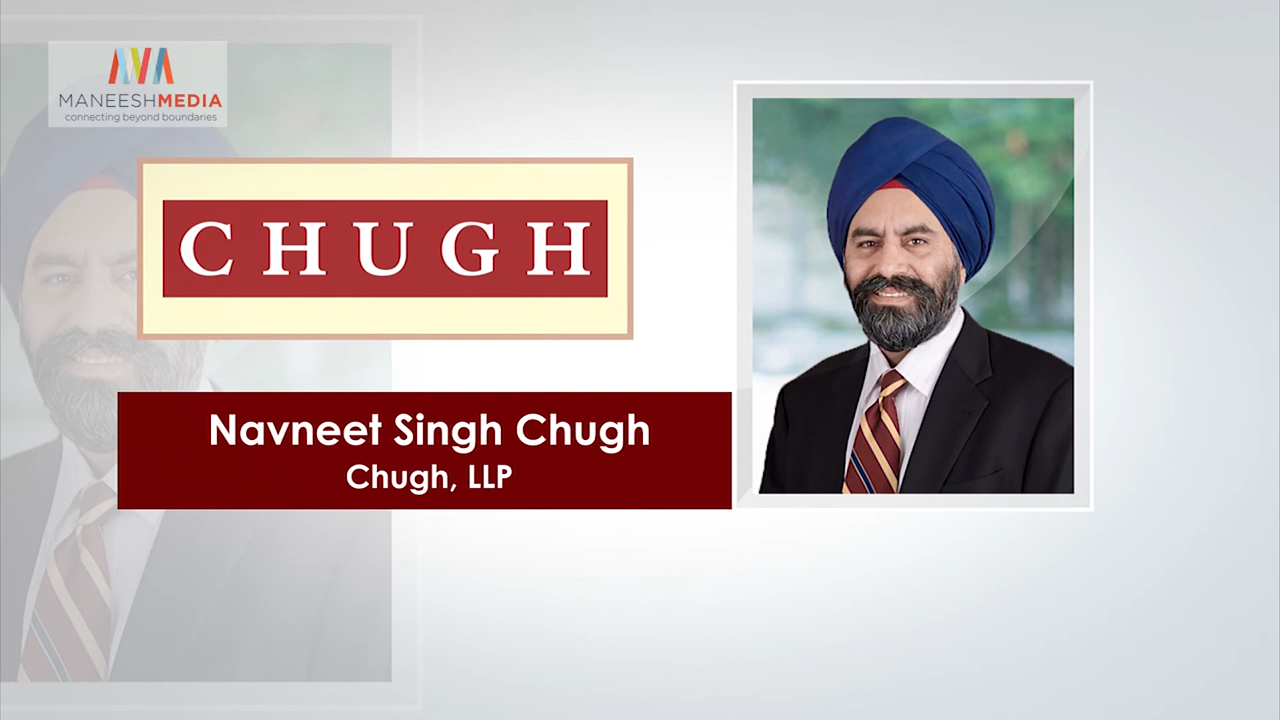 MANEESHMEDIA
connecting beyond boundaries
CHUGH
Navneet Singh Chugh
Chugh, LLP